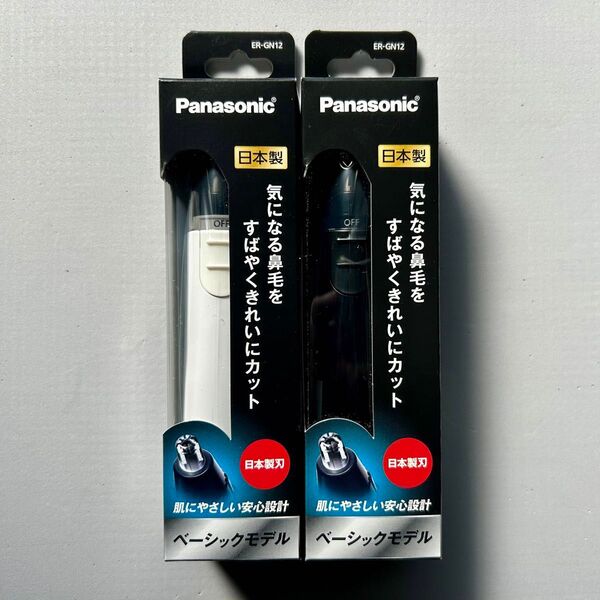 ER-GN12
Panasonic®
日本製
気になる鼻毛を
すばやくきれいにカット
OFF
日本製刃
肌にやさしい安心設計
ベーシックモデル
ER-GN12
Panasonic®
日本製
気になる鼻毛を
すばやくきれいにカット
OFF
日本製刃
肌にやさしい安心設計
ベーシックモデル